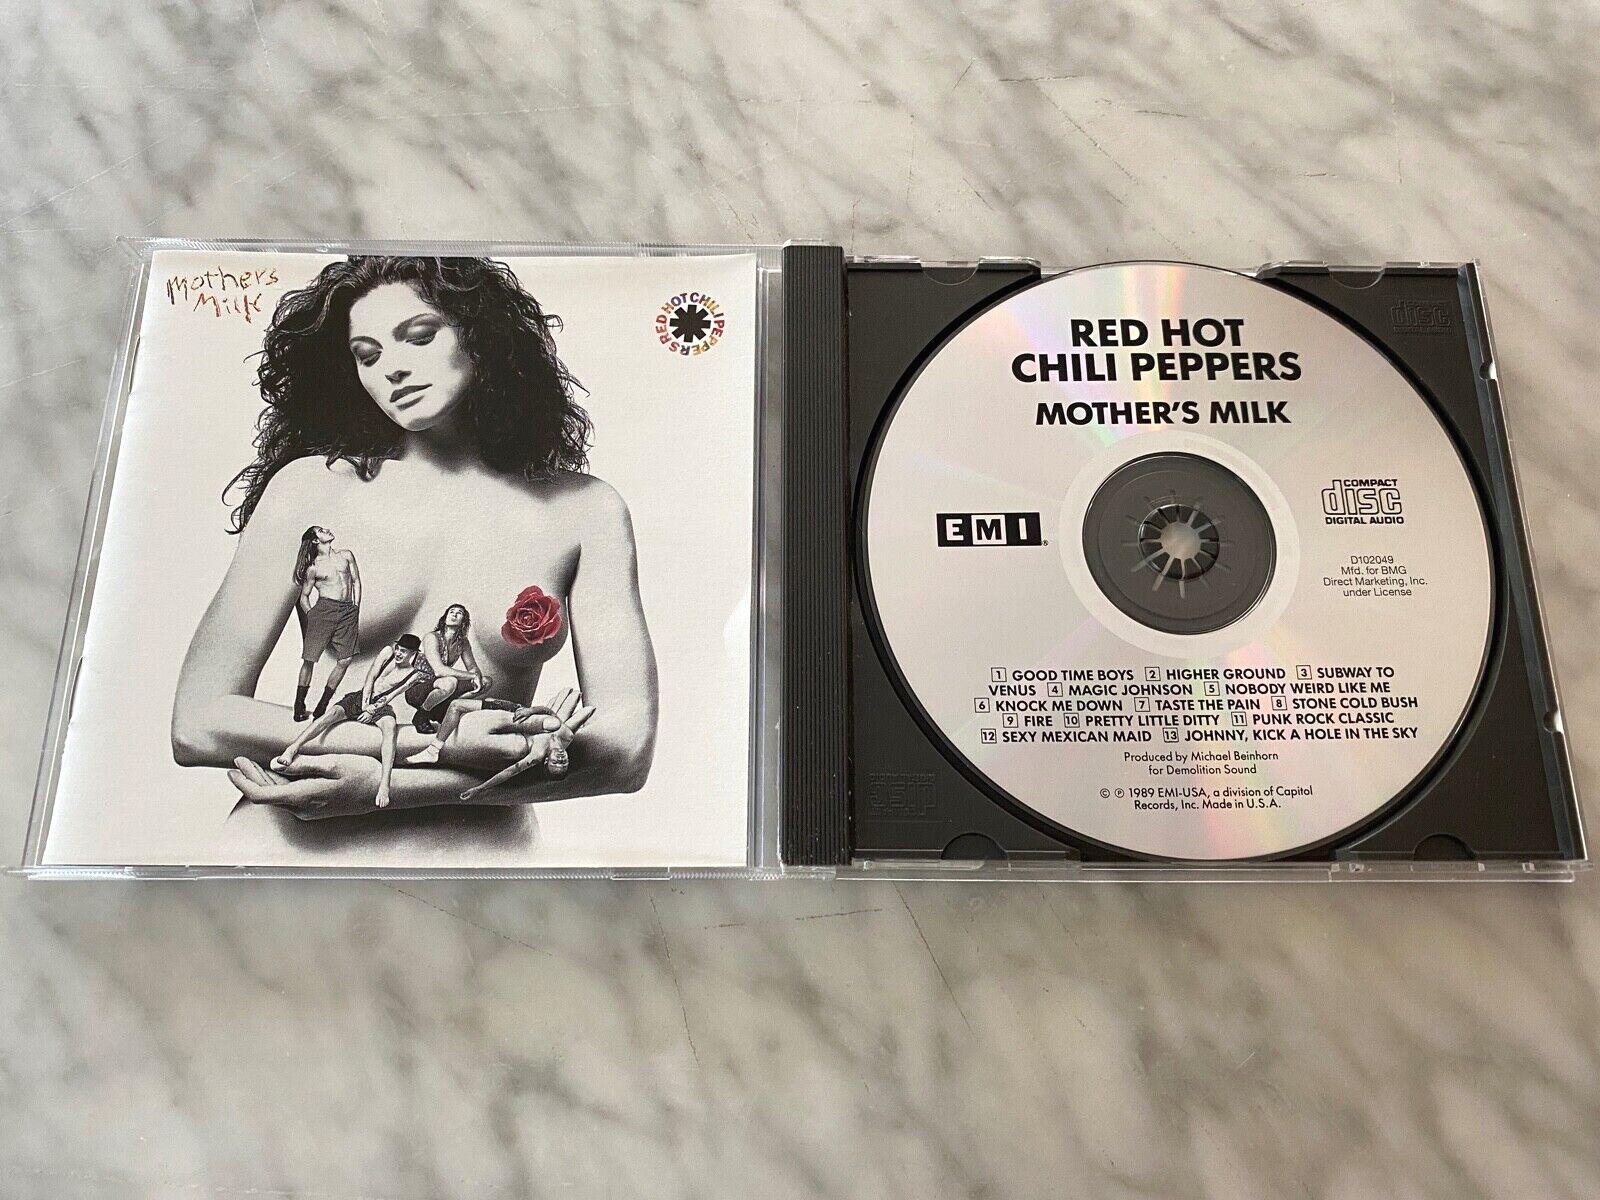 Mothers
Milk
RED HOT CHILI PEPPERS
RED HOT
CHILI PEPPERS
MOTHER'S MILK
EMI®
COMPACT
disc
DIGITAL AUDIO
D102049
Mfd. for BMG
Direct Marketing, Inc.
under License
1 GOOD TIME BOYS 2 HIGHER GROUND 3 SUBWAY TO
VENUS 4 MAGIC JOHNSON 5 NOBODY WEIRD LIKE ME
6 KNOCK ME DOWN 7 TASTE THE PAIN 8 STONE COLD BUSH
9 FIRE 10 PRETTY LITTLE DITTY 11 PUNK ROCK CLASSIC
12 SEXY MEXICAN MAID 13 JOHNNY, KICK A HOLE IN THE SKY
Produced by Michael Beinhorn
for Demolition Sound
© ℗ 1989 EMI-USA, a division of Capitol
Records, Inc. Made in U.S.A.
COMPACT
disc
DIGITAL AUDIO